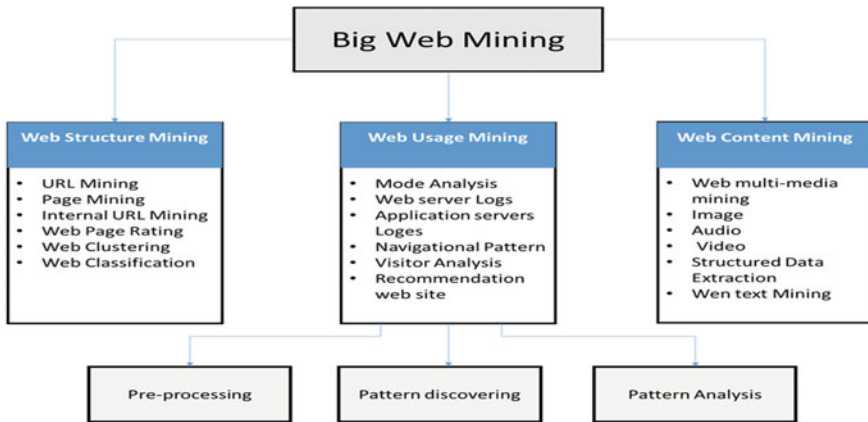 Big Web Mining
Web Structure Mining
• URL Mining
• Page Mining
• Internal URL Mining
• Web Page Rating
• Web Clustering
• Web Classification
Web Usage Mining
• Mode Analysis
• Web server Logs
• Application servers
Loges
• Navigational Pattern
• Visitor Analysis
• Recommendation
web site
Web Content Mining
• Web multi-media
mining
• Image
• Audio
• Video
• Structured Data
Extraction
• Wen text Mining
Pre-processing
Pattern discovering
Pattern Analysis